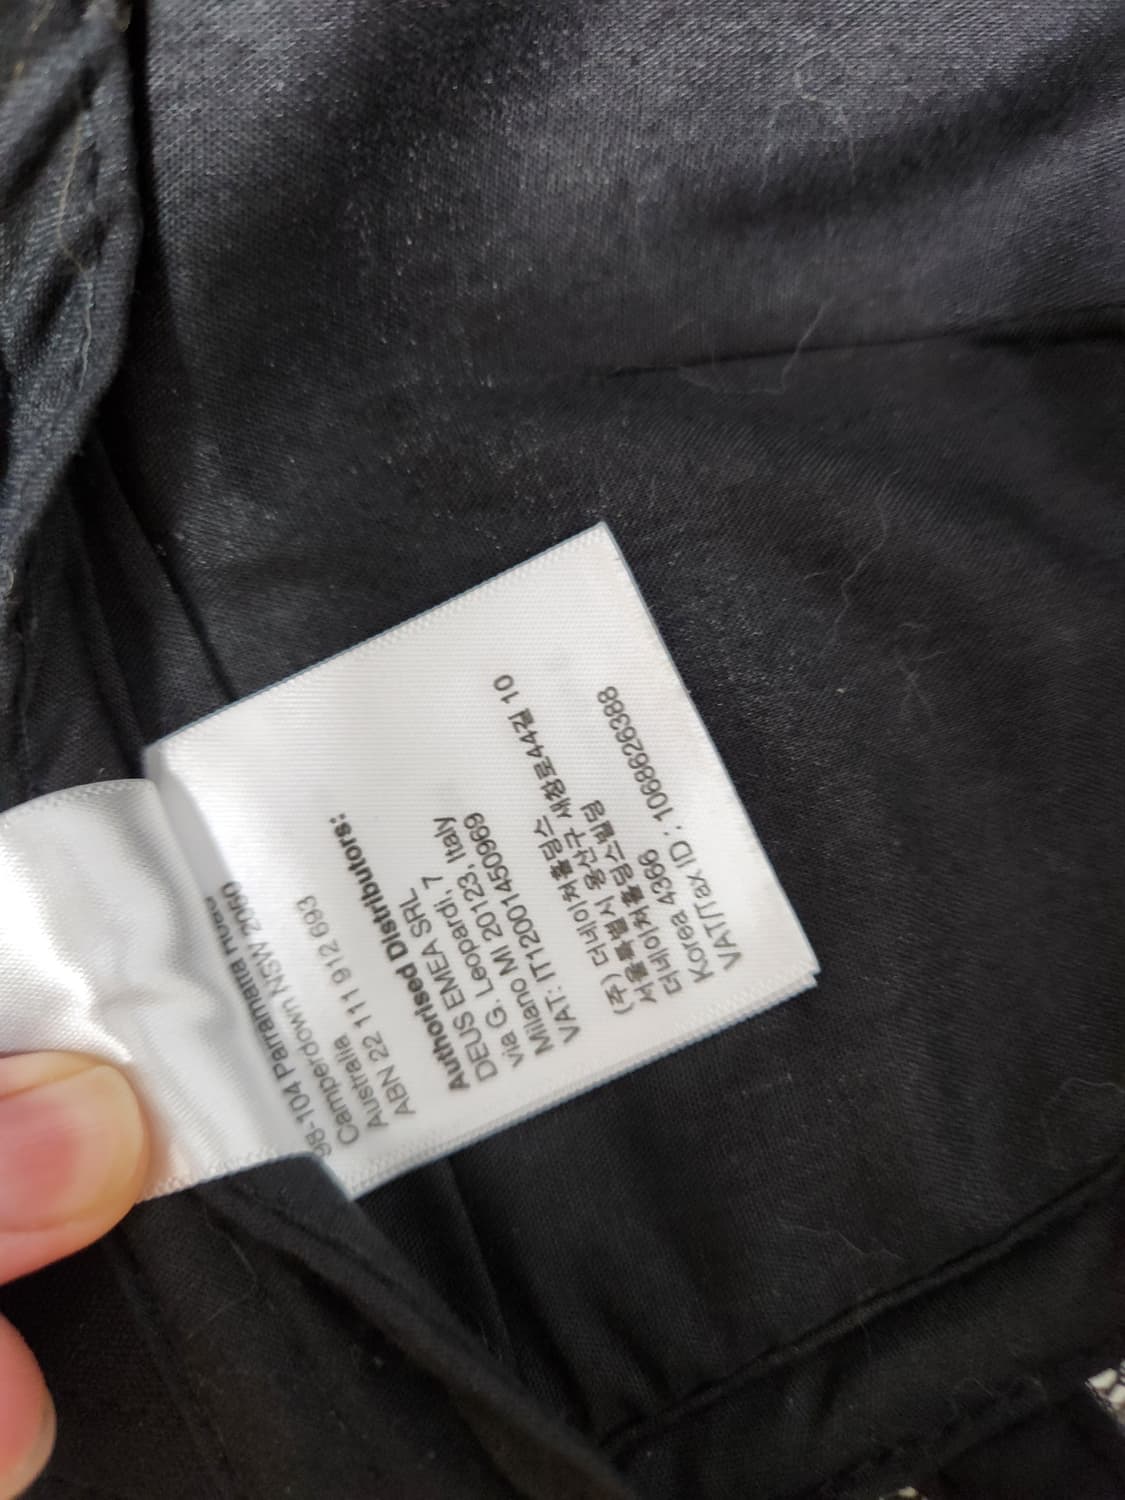 98-104 Parramatta Road
Camperdown NSW 2050
Australia
ABN 22 111 912 693
Authorised Distributors:
DEUS EMEA SRL
via G. Leopardi, 7
Milano MI 20123, Italy
VAT: IT12001450969
(주) 더네이쳐홀딩스
서울특별시 용산구 새창로44길 10
더네이쳐홀딩스빌딩
Korea 4366
VAT/Tax ID: 1068626388